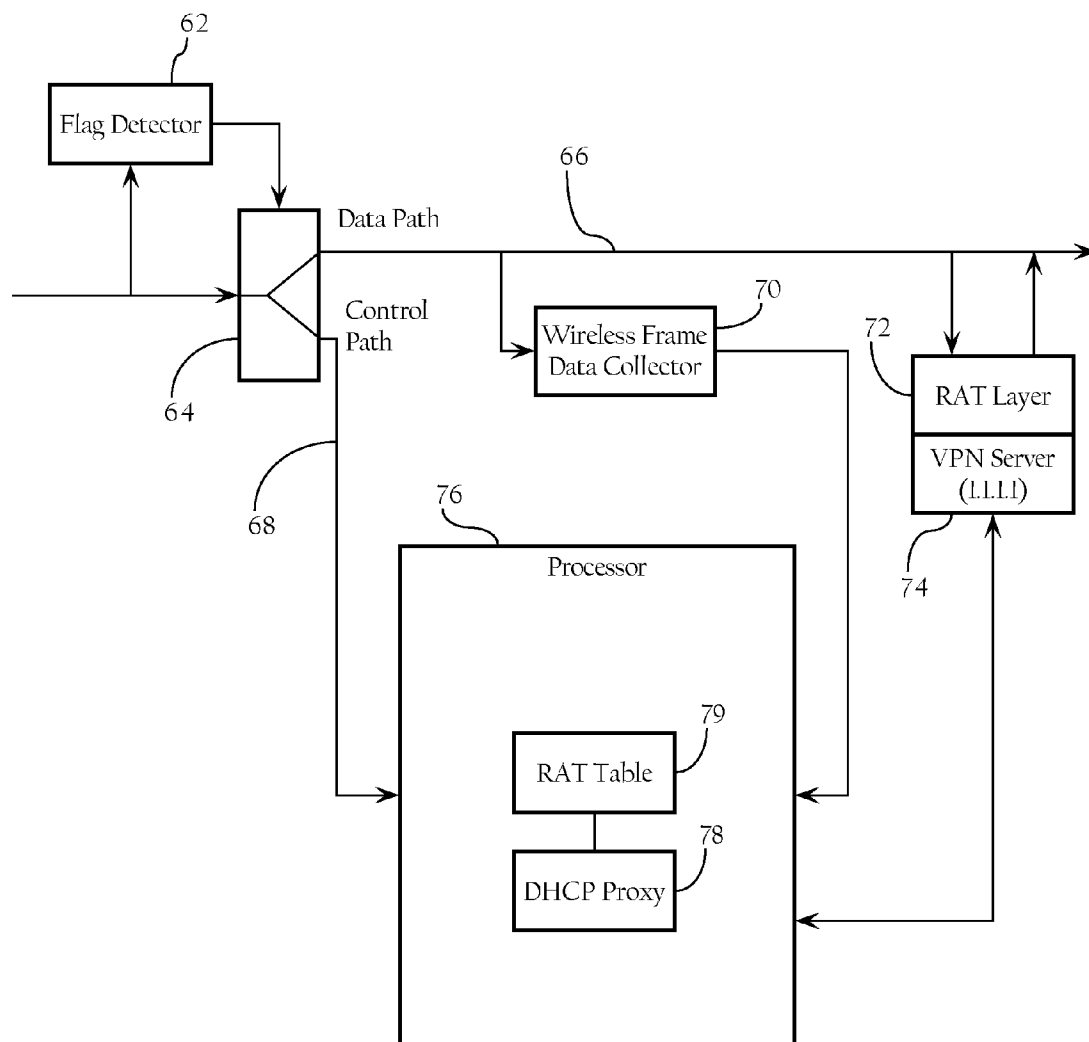 62
Flag Detector
66
Data Path
70
Control
Path
Wireless Frame
Data Collector
72
RAT Layer
64
VPN Server
(1.1.1.1)
76
68
74
Processor
79
RAT Table
78
DHCP Proxy